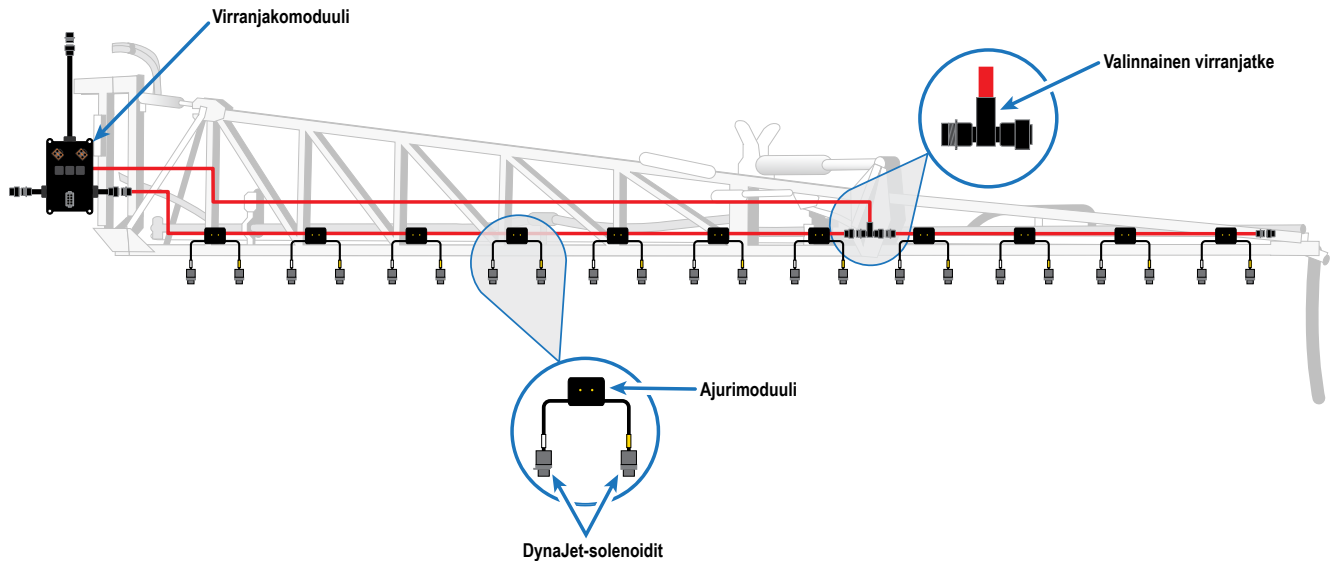 Virranjakomoduuli
Valinnainen virranjatke
Ajurimoduuli
DynaJet-solenoidit